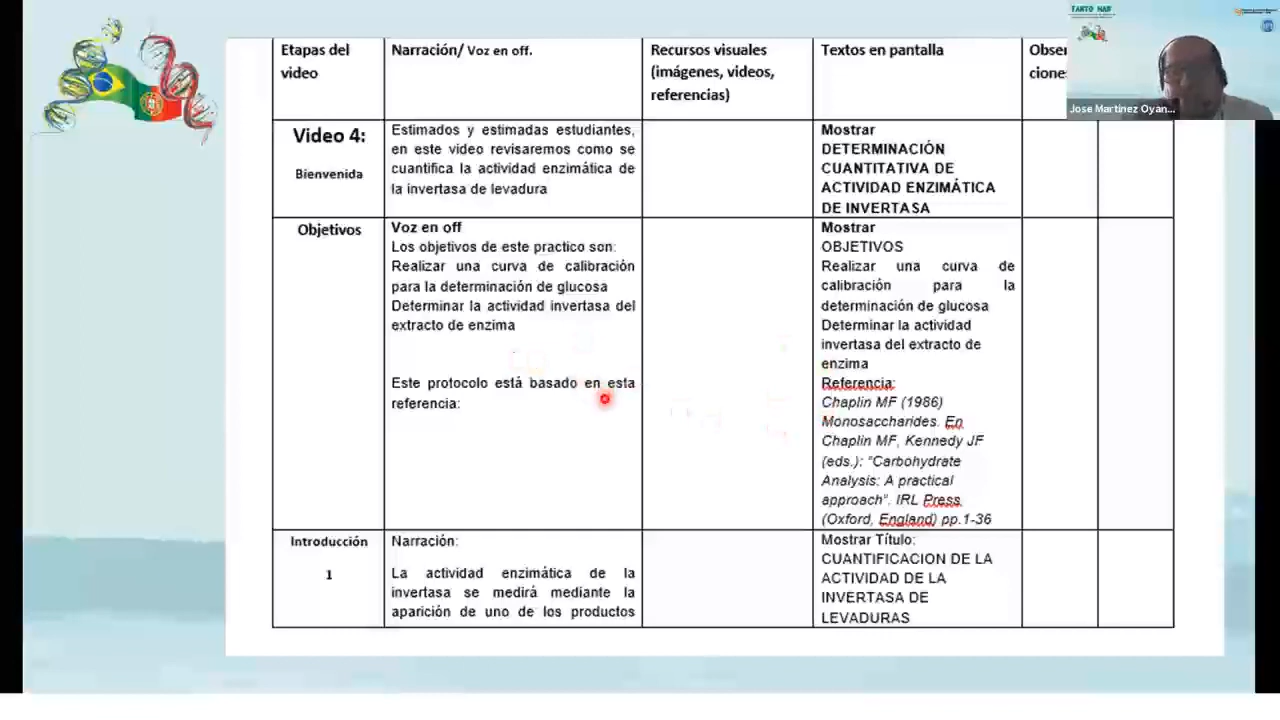 TANTO MAR
Etapas del
video
Narración/ Voz en off.
Recursos visuales
(imágenes, videos,
referencias)
Textos en pantalla
Obser
cione
Jose Martinez Oyan...
Video 4:
Bienvenida
Estimados y estimadas estudiantes,
en este video revisaremos como se
cuantifica la actividad enzimática de
la invertasa de levadura
Mostrar
DETERMINACIÓN
CUANTITATIVA DE
ACTIVIDAD ENZIMÁTICA
DE INVERTASA
Objetivos
Voz en off
Los objetivos de este practico son:
Realizar una curva de calibración
para la determinación de glucosa
Determinar la actividad invertasa del
extracto de enzima
Este protocolo está basado en esta
referencia:
Mostrar
OBJETIVOS
Realizar una curva de
calibración para la
determinación de glucosa
Determinar la actividad
invertasa del extracto de
enzima
Referencia:
Chaplin MF (1986)
Monosaccharides. En
Chaplin MF, Kennedy JF
(eds.): "Carbohydrate
Analysis: A practical
approach". IRL Press
(Oxford, England) pp.1-36
Introducción
1
Narración:
La actividad enzimática de la
invertasa se medirá mediante la
aparición de uno de los productos
Mostrar Título:
CUANTIFICACION DE LA
ACTIVIDAD DE LA
INVERTASA DE
LEVADURAS